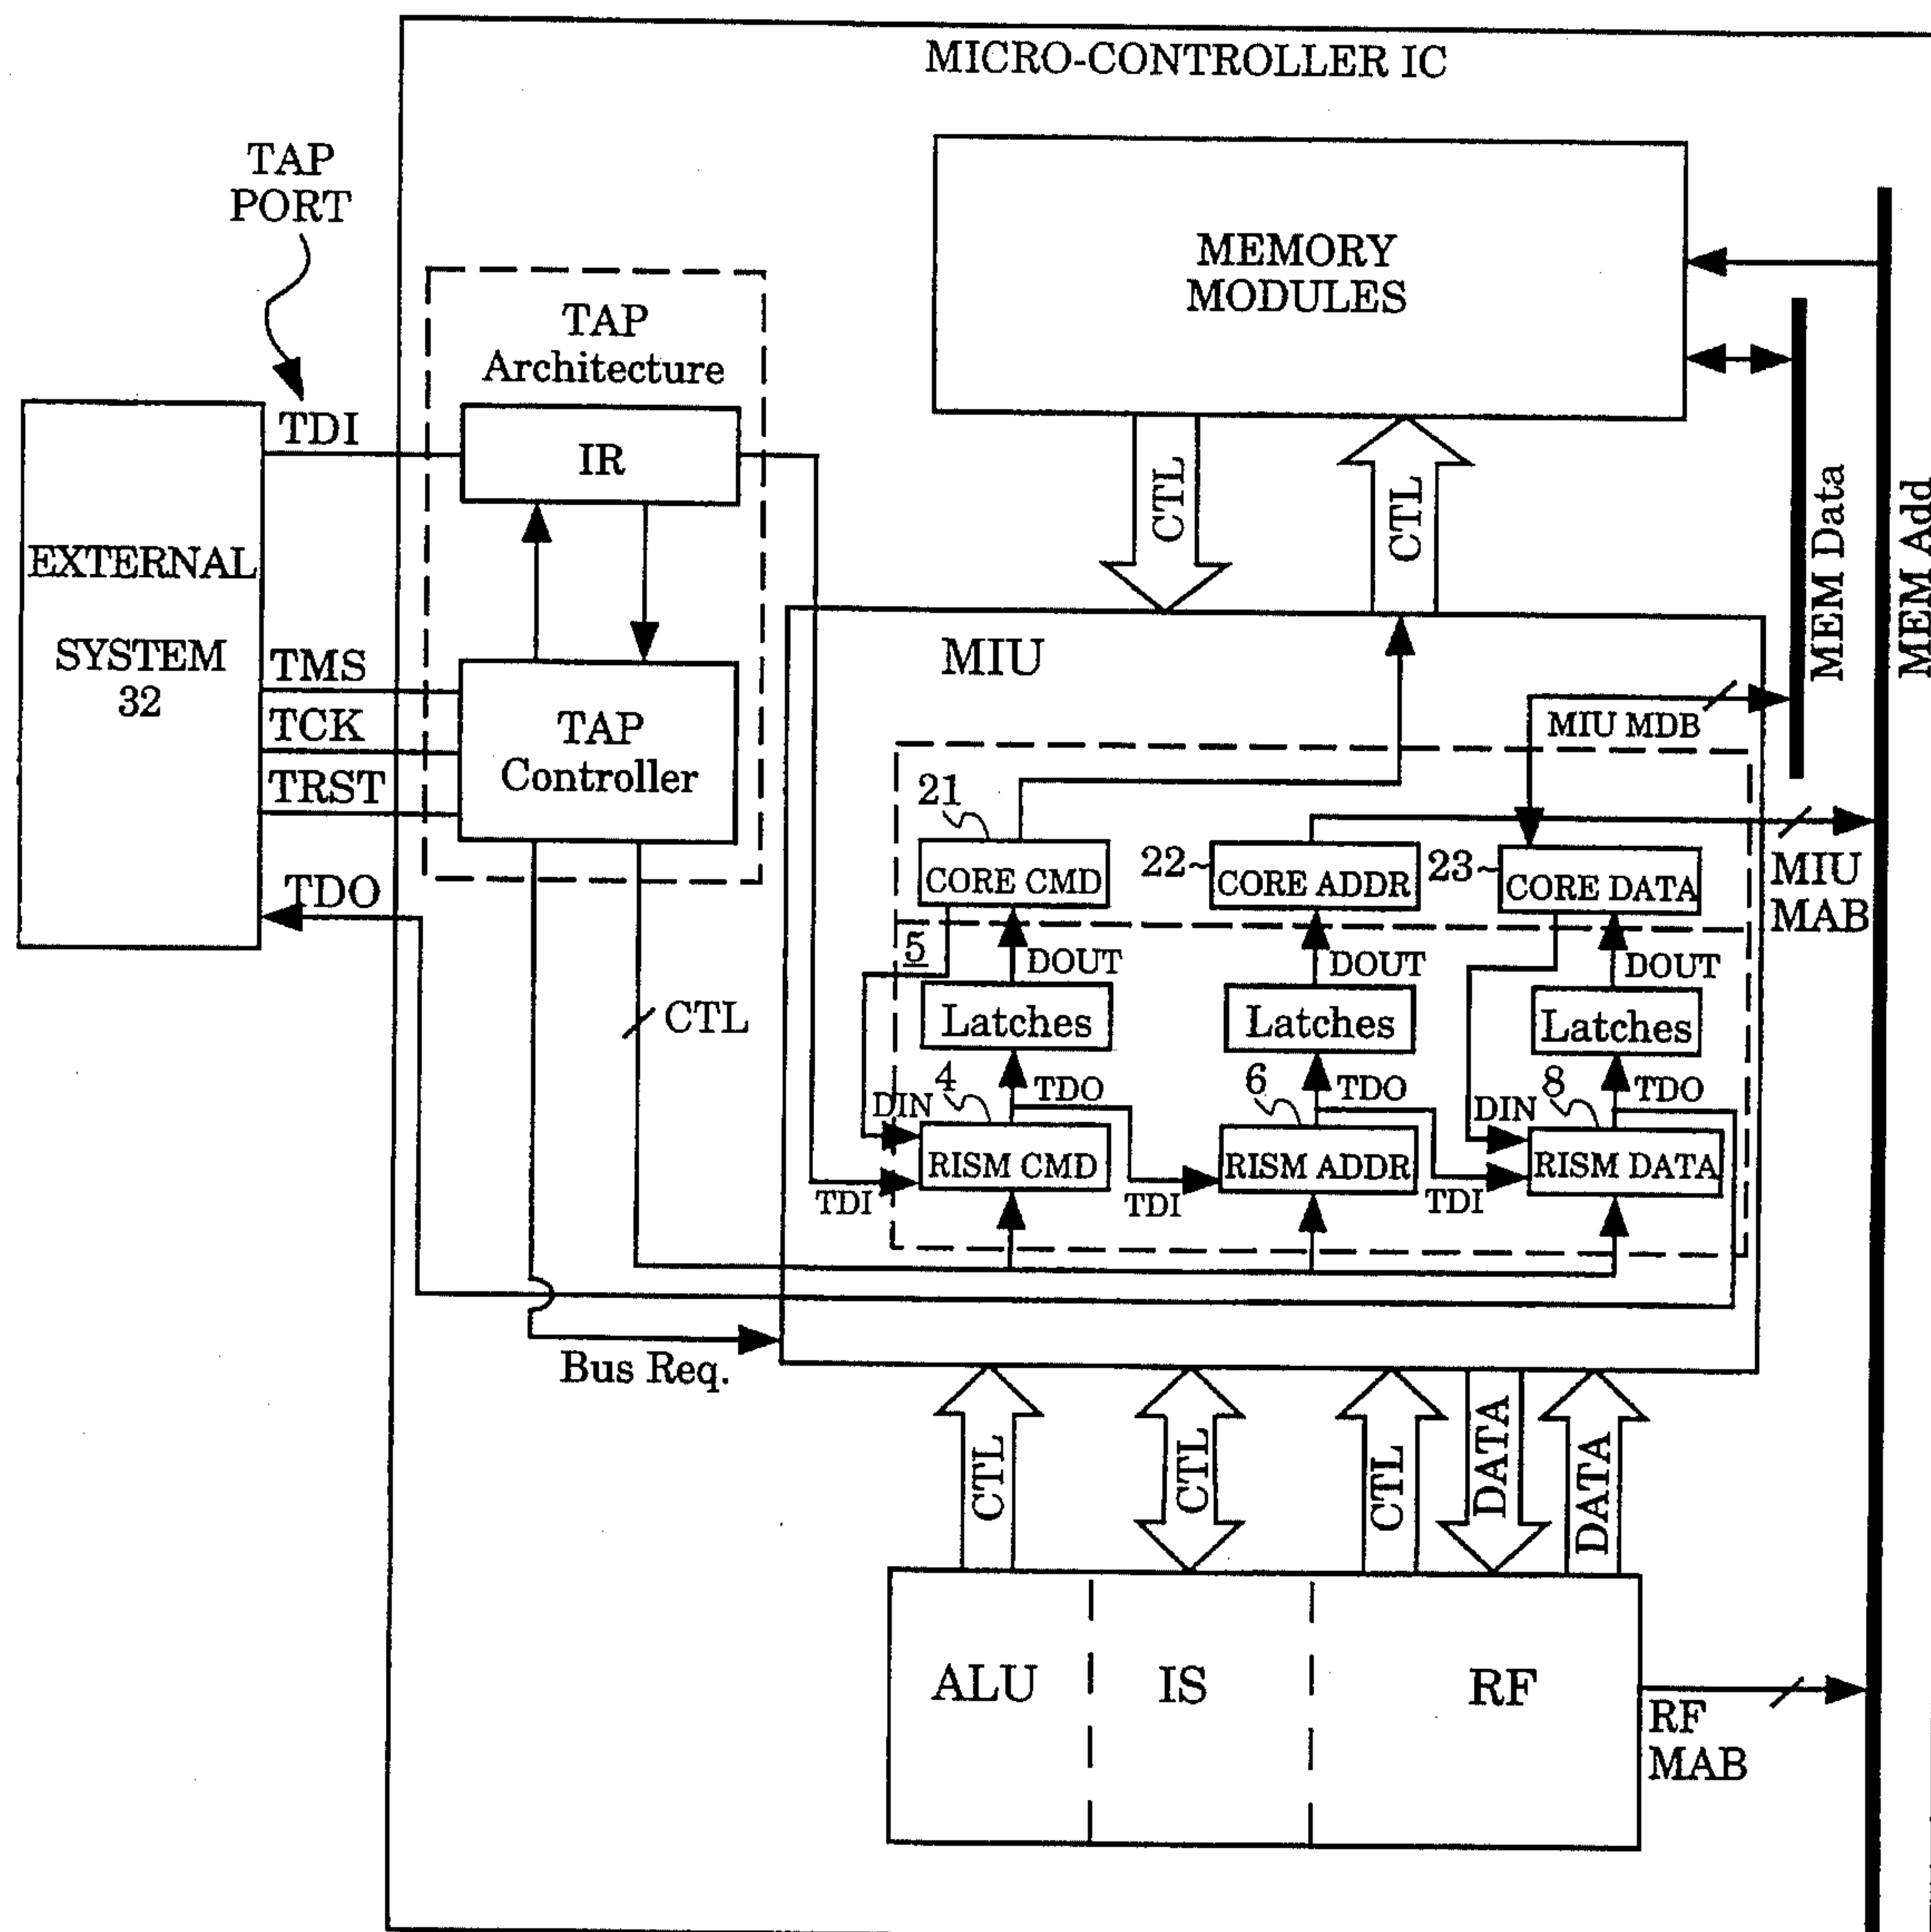 MICRO-CONTROLLER IC
TAP
PORT
TAP
Architecture
MEMORY
MODULES
TDI
IR
EXTERNAL
SYSTEM
32
TMS
TCK
TRST
TDO
TAP
Controller
CTL
CTL
MEM Data
MEM Add
MIU
MIU MDB
21
CORE CMD
22
CORE ADDR
23
CORE DATA
MIU
MAB
5
DOUT
DOUT
DOUT
Latches
Latches
Latches
CTL
DIN
4
TDO
6
TDO
DIN
8
TDO
RISM CMD
RISM ADDR
RISM DATA
TDI
TDI
TDI
Bus Req.
CTL
CTL
CTL
DATA
DATA
ALU
IS
RF
RF
MAB